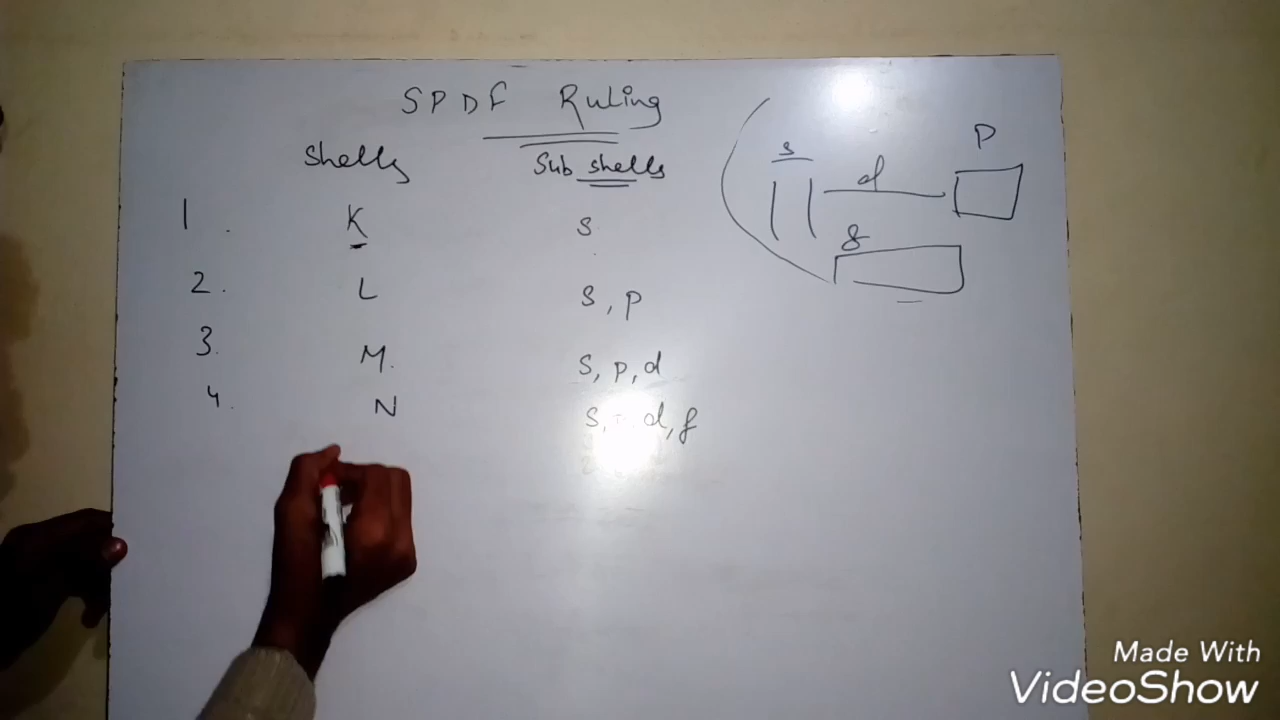 SPDF Ruling
Shells Sub shells
1. K s
2. L s, p
3. M. s, p, d
4. N s, d, f
s d P
f
Made With
VideoShow